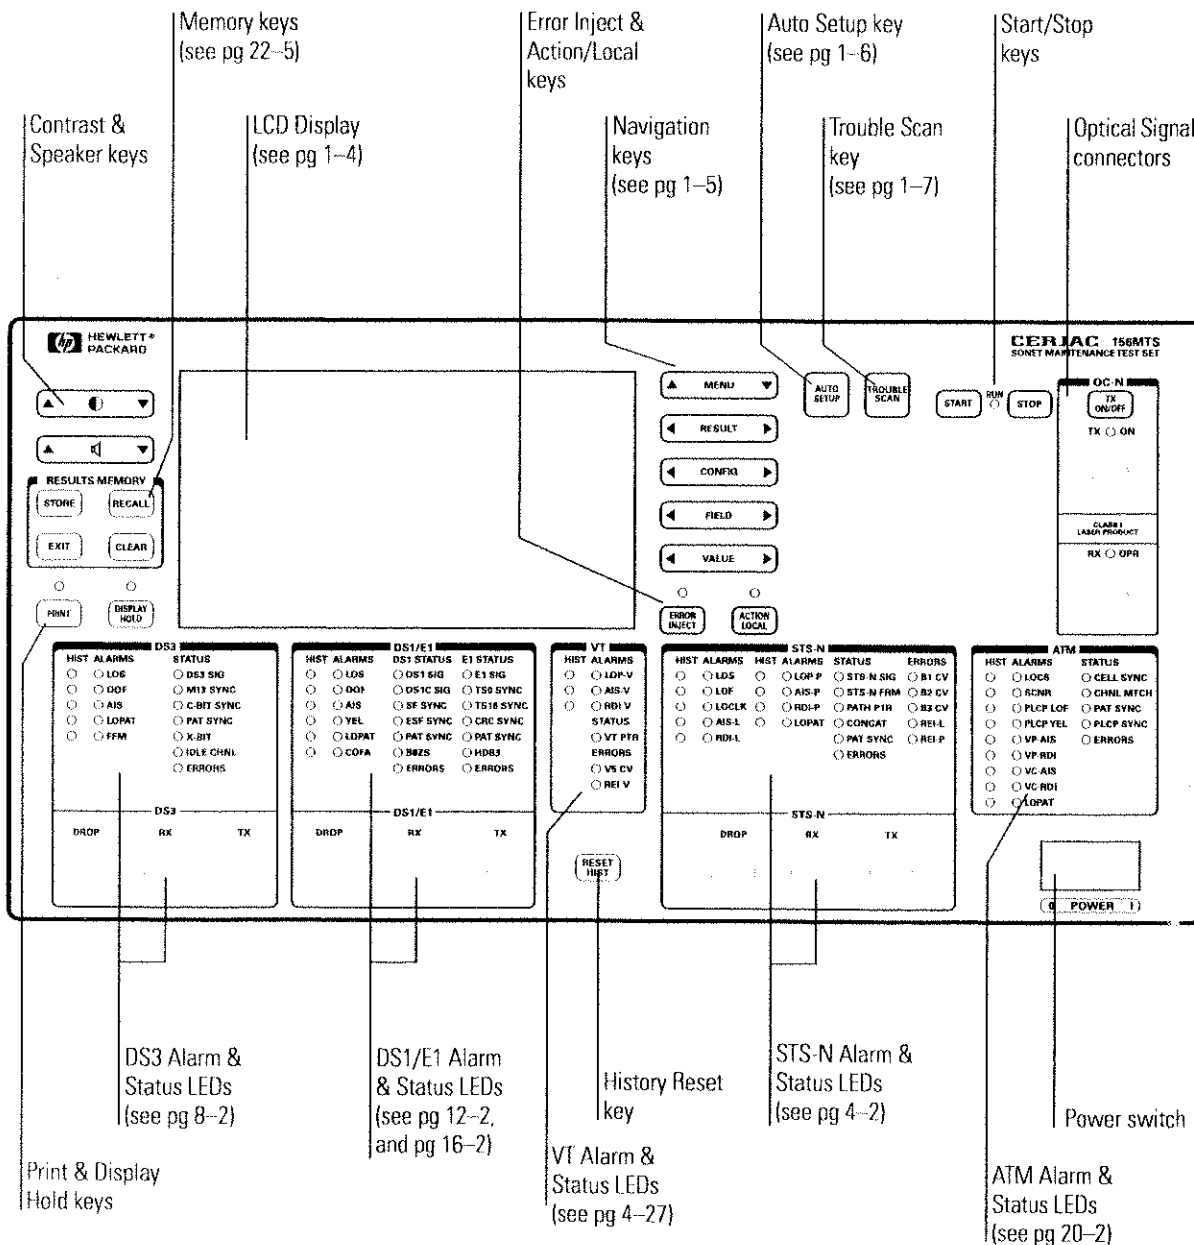 Memory keys
(see pg 22–5)
Error Inject &
Action/Local
keys
Auto Setup key
(see pg 1–6)
Start/Stop
keys
Contrast &
Speaker keys
LCD Display
(see pg 1–4)
Navigation
keys
(see pg 1–5)
Trouble Scan
key
(see pg 1–7)
Optical Signal
connectors
hp HEWLETT®
PACKARD
CERJAC 156MTS
SONET MAINTENANCE TEST SET
RESULTS MEMORY
STORE RECALL
EXIT CLEAR
PRINT DISPLAY
HOLD
MENU
RESULT
CONFIG
FIELD
VALUE
ERROR
INJECT
ACTION
LOCAL
AUTO
SETUP
TROUBLE
SCAN
START RUN STOP
OC-N
TX
ON/OFF
TX ON
CLASS I
LASER PRODUCT
RX OPR
DS3
HIST ALARMS STATUS
LOS DS3 SIG
OOF M13 SYNC
AIS C-BIT SYNC
LOPAT PAT SYNC
FFM X-BIT
IDLE CHNL
ERRORS
DS3
DROP RX TX
DS1/E1
HIST ALARMS DS1 STATUS E1 STATUS
LOS DS1 SIG E1 SIG
OOF DS1C SIG TS0 SYNC
AIS SF SYNC TS16 SYNC
YEL ESF SYNC CRC SYNC
LOPAT PAT SYNC PAT SYNC
COFA B8ZS HDB3
ERRORS ERRORS
DS1/E1
DROP RX TX
VT
HIST ALARMS
LOP-V
AIS-V
RDI V
STATUS
VT PTR
ERRORS
V5 CV
REI V
RESET
HIST
STS-N
HIST ALARMS HIST ALARMS STATUS ERRORS
LOS LOP P STS-N SIG B1 CV
LOF AIS-P STS-N FRM B2 CV
LOCLK RDI-P PATH PTR B3 CV
AIS-L LOPAT CONCAT REI-L
RDI-L PAT SYNC REI-P
ERRORS
STS-N
DROP RX TX
ATM
HIST ALARMS STATUS
LOCS CELL SYNC
RCNR CHNL MTCH
PLCP LOF PAT SYNC
PLCP YEL PLCP SYNC
VP-AIS ERRORS
VP-RDI
VC-AIS
VC-RDI
LOPAT
0 POWER I
DS3 Alarm &
Status LEDs
(see pg 8–2)
DS1/E1 Alarm
& Status LEDs
(see pg 12–2,
and pg 16–2)
History Reset
key
STS-N Alarm &
Status LEDs
(see pg 4–2)
Power switch
Print & Display
Hold keys
VT Alarm &
Status LEDs
(see pg 4–27)
ATM Alarm &
Status LEDs
(see pg 20–2)